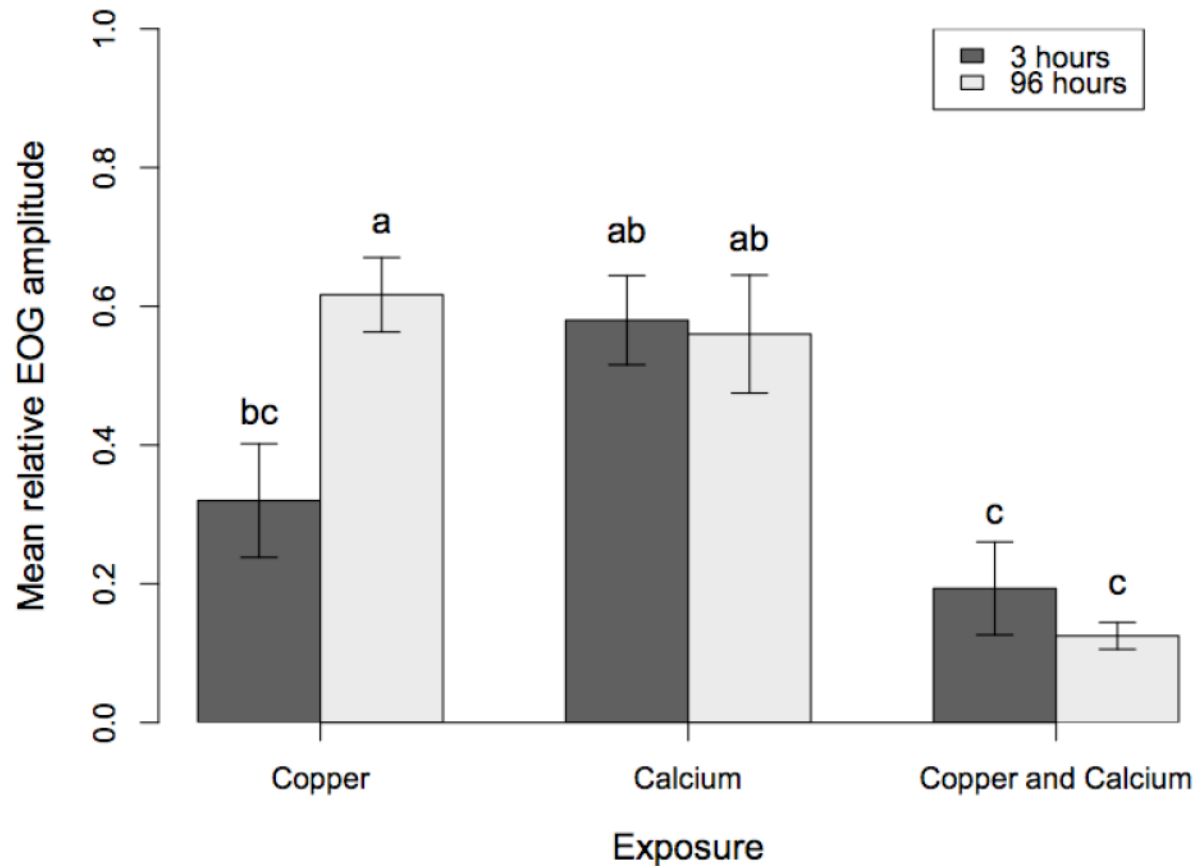 Mean relative EOG amplitude
1.0
0.8
0.6
0.4
0.2
0.0
3 hours
96 hours
bc
a
ab
ab
c
c
Copper
Calcium
Copper and Calcium
Exposure